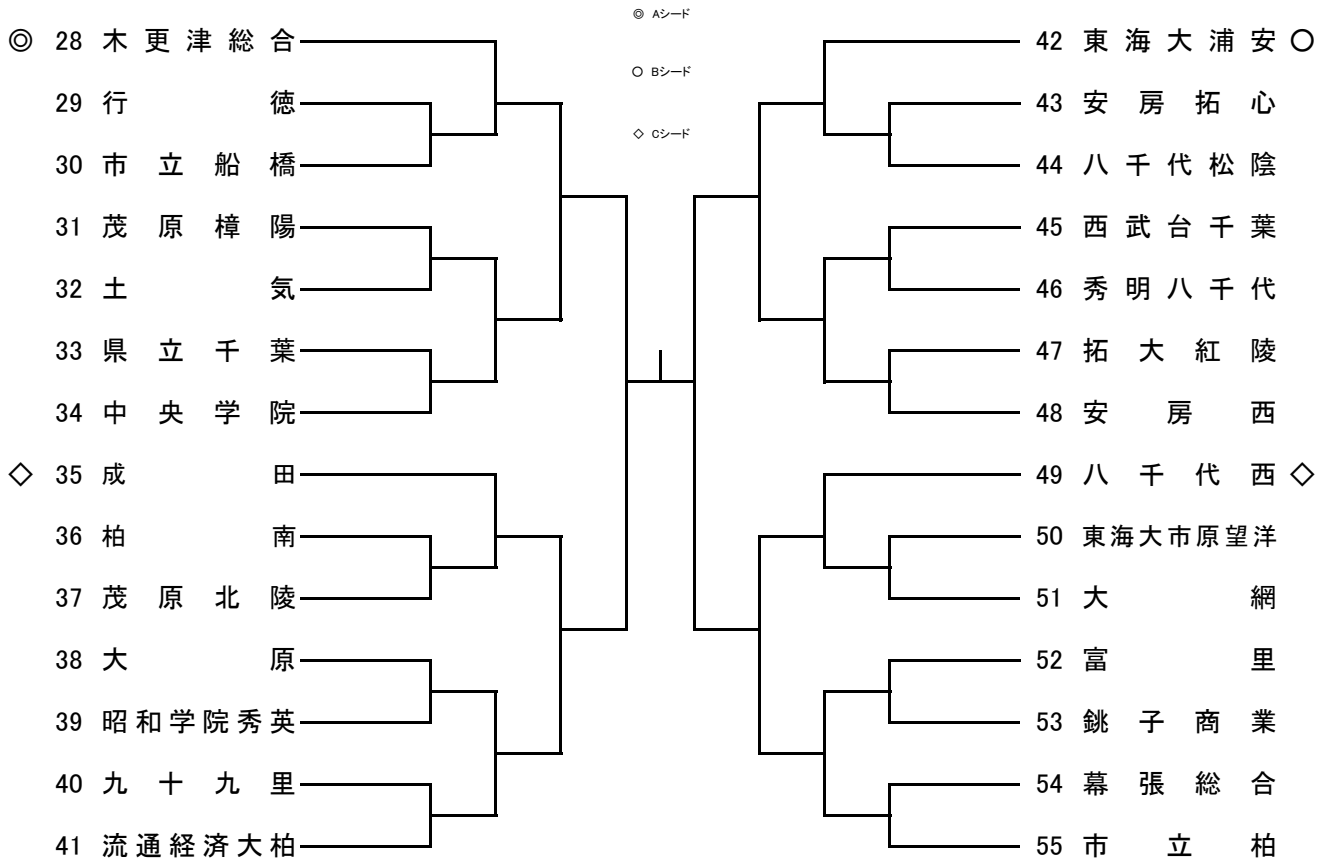 ◎ Aシード
○ Bシード
◇ Cシード
◎ 28 木更津総合
29 行徳
30 市立船橋
31 茂原樟陽
32 土気
33 県立千葉
34 中央学院
◇ 35 成田
36 柏南
37 茂原北陵
38 大原
39 昭和学院秀英
40 九十九里
41 流通経済大柏
42 東海大浦安 ○
43 安房拓心
44 八千代松陰
45 西武台千葉
46 秀明八千代
47 拓大紅陵
48 安房西
49 八千代西 ◇
50 東海大市原望洋
51 大網
52 富里
53 銚子商業
54 幕張総合
55 市立柏